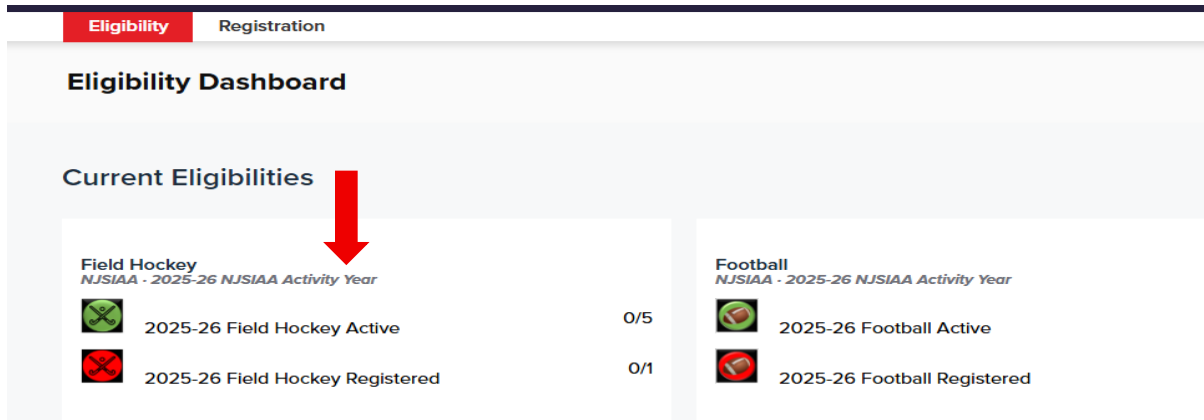 Eligibility Registration
Eligibility Dashboard
Current Eligibilities
Field Hockey
NJSIAA - 2025-26 NJSIAA Activity Year
2025-26 Field Hockey Active 0/5
2025-26 Field Hockey Registered 0/1
Football
NJSIAA - 2025-26 NJSIAA Activity Year
2025-26 Football Active
2025-26 Football Registered